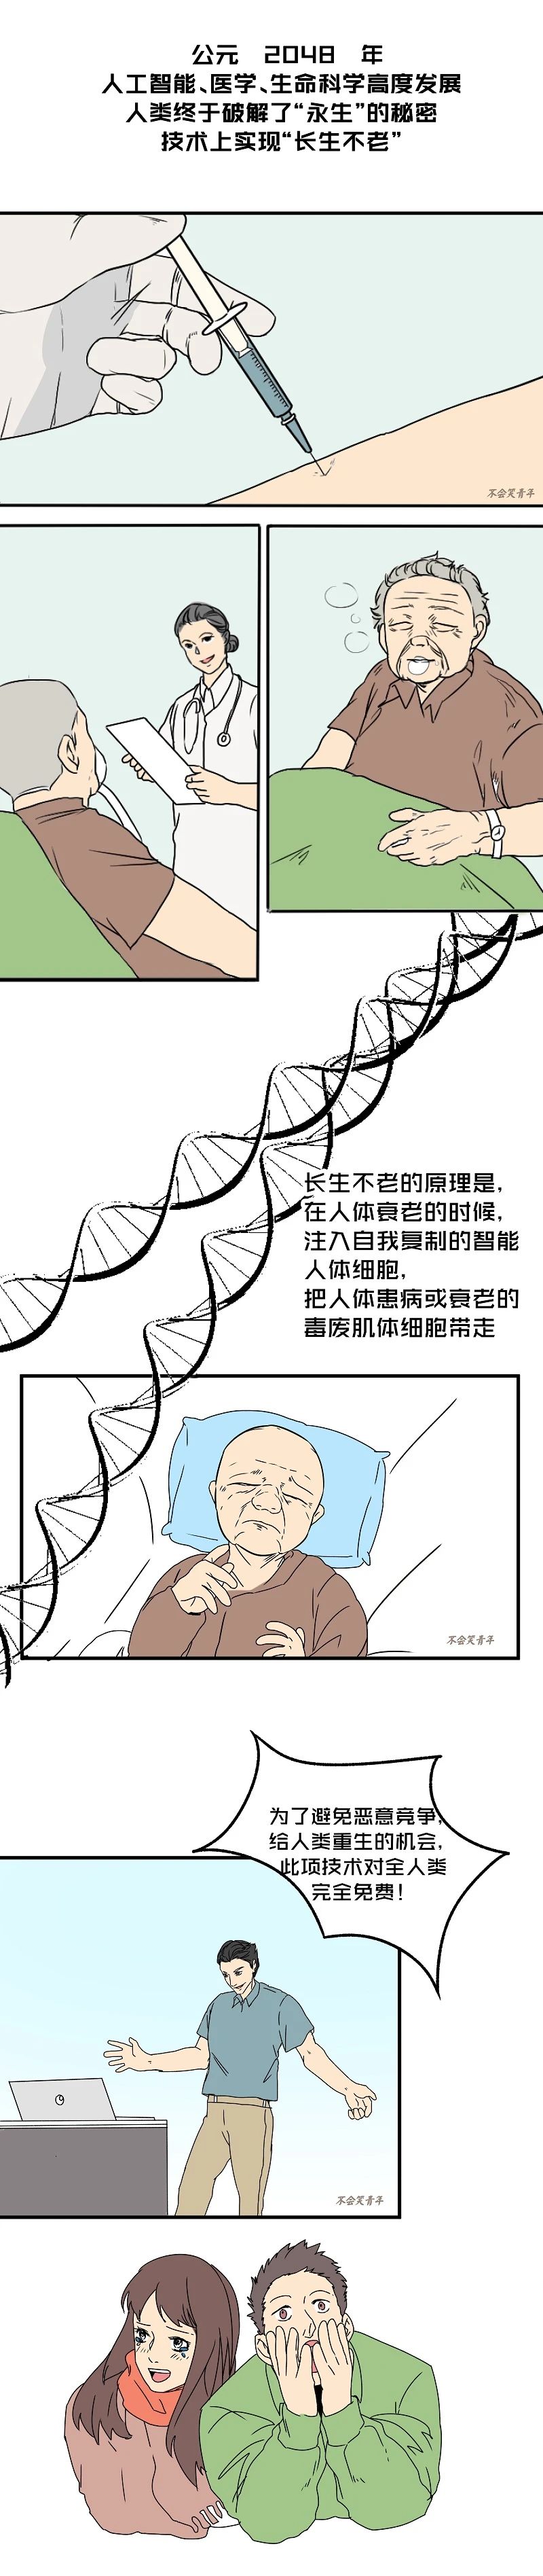 公元 2048 年
人工智能、医学、生命科学高度发展
人类终于破解了“永生”的秘密
技术上实现“长生不老”
不会笑青年
长生不老的原理是,
在人体衰老的时候,
注入自我复制的智能
人体细胞,
把人体患病或衰老的
毒废肌体细胞带走
不会笑青年
为了避免恶意竞争,
给人类重生的机会,
此项技术对全人类
完全免费!
不会笑青年